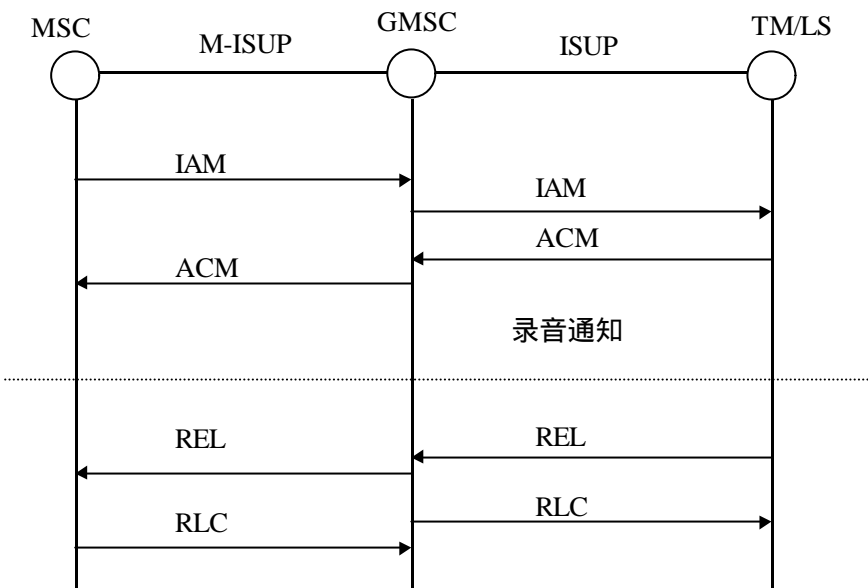 MSC
GMSC
TM/LS
M-ISUP
ISUP
IAM
IAM
ACM
ACM
录音通知
REL
REL
RLC
RLC